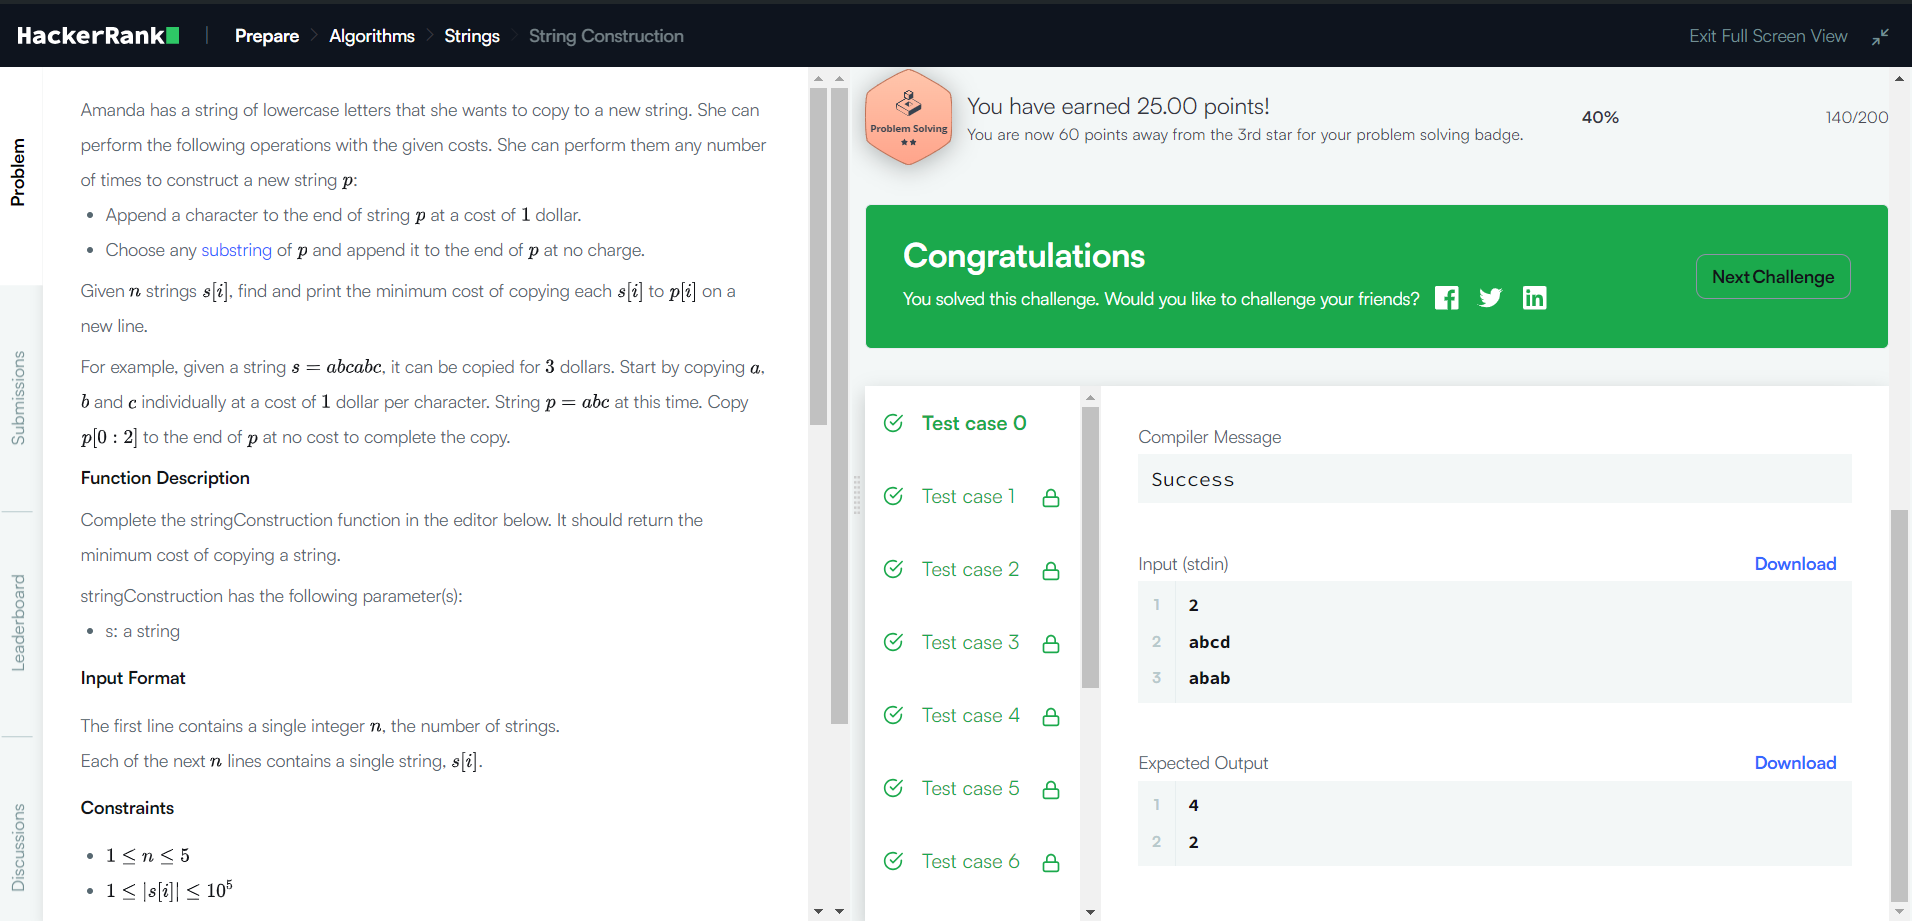 HackerRank | Prepare > Algorithms > Strings > String Construction
Exit Full Screen View
Problem
Submissions
Leaderboard
Discussions
Amanda has a string of lowercase letters that she wants to copy to a new string. She can
perform the following operations with the given costs. She can perform them any number
of times to construct a new string p:
• Append a character to the end of string p at a cost of 1 dollar.
• Choose any substring of p and append it to the end of p at no charge.
Given n strings s[i], find and print the minimum cost of copying each s[i] to p[i] on a
new line.
For example, given a string s = abcabc, it can be copied for 3 dollars. Start by copying a,
b and c individually at a cost of 1 dollar per character. String p = abc at this time. Copy
p[0 : 2] to the end of p at no cost to complete the copy.
Function Description
Complete the stringConstruction function in the editor below. It should return the
minimum cost of copying a string.
stringConstruction has the following parameter(s):
• s: a string
Input Format
The first line contains a single integer n, the number of strings.
Each of the next n lines contains a single string, s[i].
Constraints
• 1 ≤ n ≤ 5
• 1 ≤ |s[i]| ≤ 10⁵
Problem Solving
You have earned 25.00 points!
You are now 60 points away from the 3rd star for your problem solving badge.
40%
140/200
Congratulations
You solved this challenge. Would you like to challenge your friends?
Next Challenge
Test case 0
Test case 1
Test case 2
Test case 3
Test case 4
Test case 5
Test case 6
Compiler Message
Success
Input (stdin)
Download
1 2
2 abcd
3 abab
Expected Output
Download
1 4
2 2